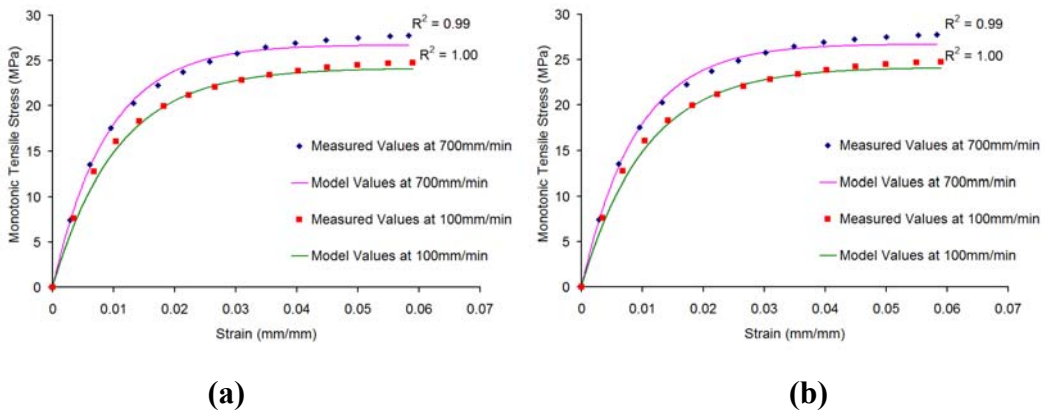 30
25
20
15
10
5
0
Monotonic Tensile Stress (MPa)
R² = 0.99
R² = 1.00
Measured Values at 700mm/min
Model Values at 700mm/min
Measured Values at 100mm/min
Model Values at 100mm/min
0 0.01 0.02 0.03 0.04 0.05 0.06 0.07
Strain (mm/mm)
(a)
30
25
20
15
10
5
0
Monotonic Tensile Stress (MPa)
R² = 0.99
R² = 1.00
Measured Values at 700mm/min
Model Values at 700mm/min
Measured Values at 100mm/min
Model Values at 100mm/min
0 0.01 0.02 0.03 0.04 0.05 0.06 0.07
Strain (mm/mm)
(b)